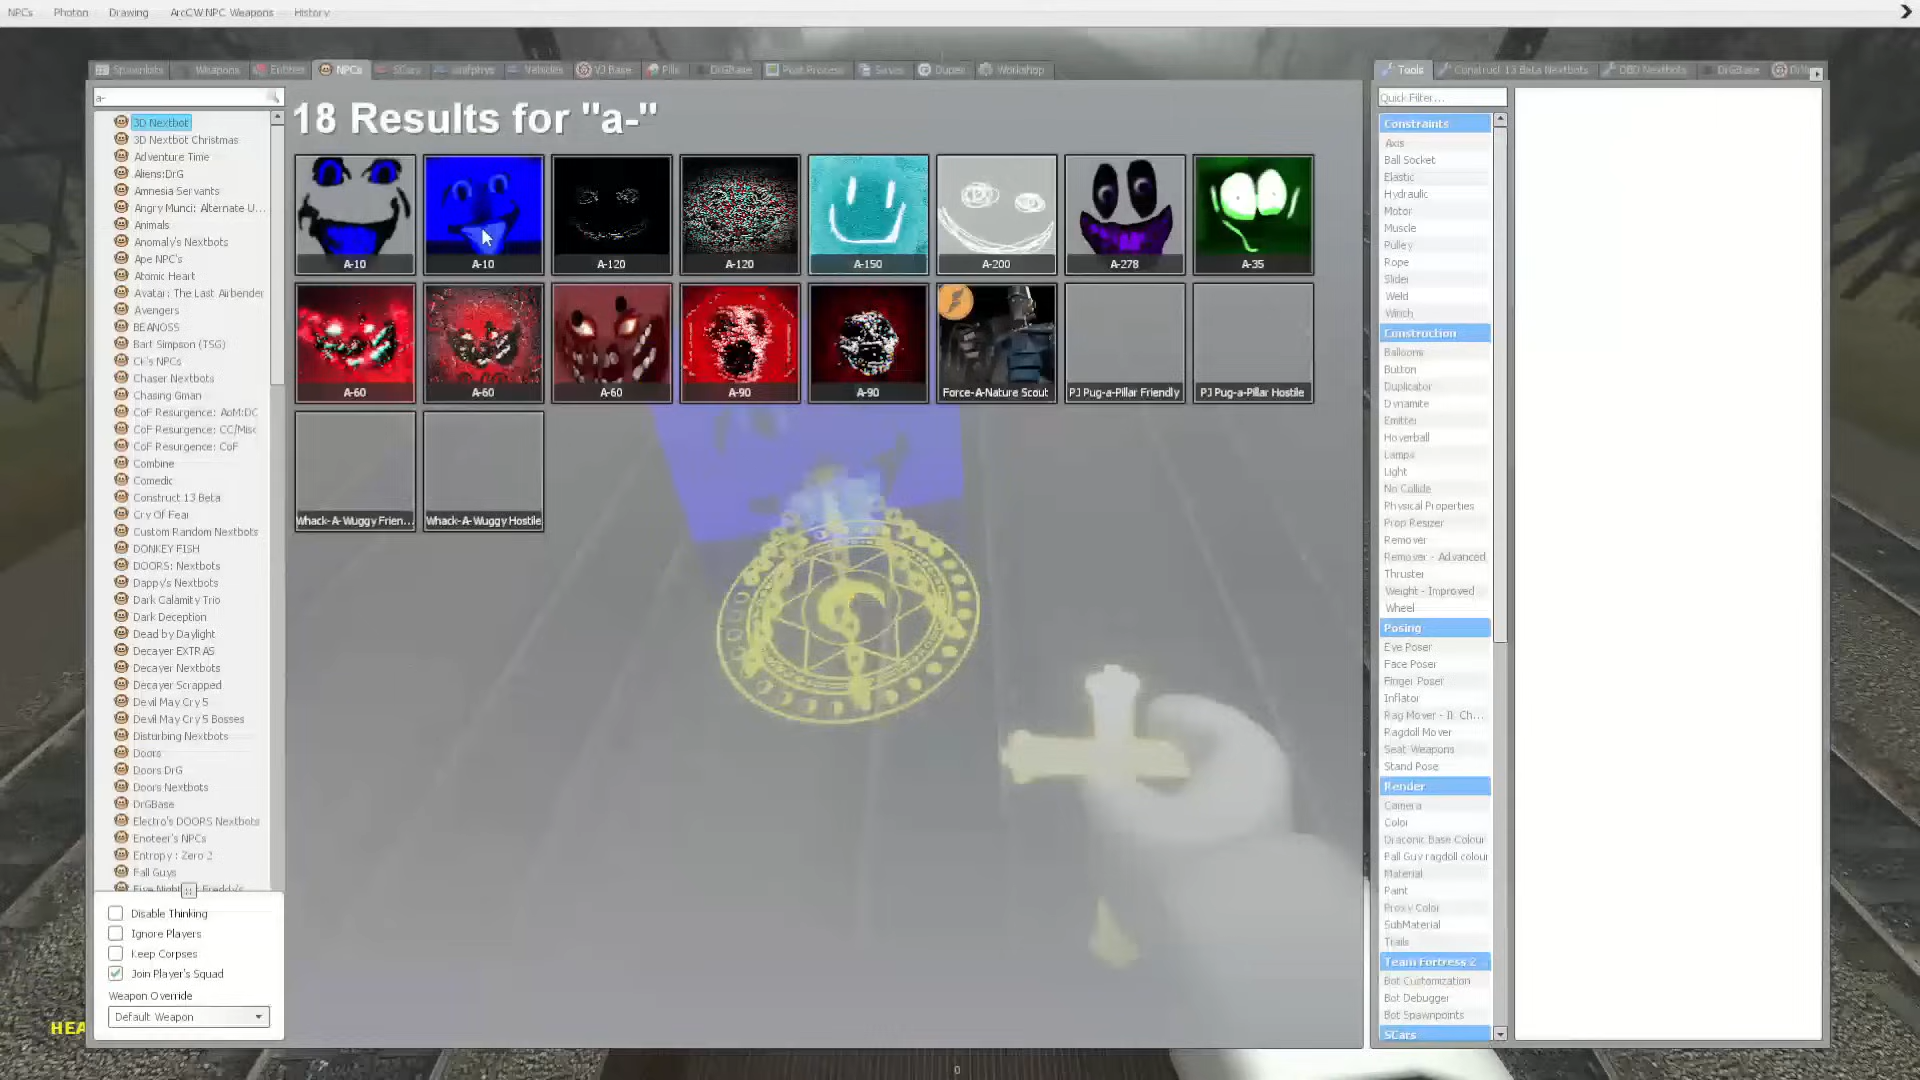 NPCs Photon Drawing ArcCW NPC Weapons History
Spawnlists Weapons Entities NPCs SCars simfphys Vehicles VJ Base Pills DrGBase Post Process Saves Dupes Workshop
Tools Construct 13 Beta Nextbots DBD Nextbots DrGBase
a-
18 Results for "a-"
3D Nextbot
3D Nextbot Christmas
Adventure Time
Aliens:DrG
Amnesia Servants
Angry Munci: Alternate U...
Animals
Anomaly's Nextbots
Ape NPC's
Atomic Heart
Avatar: The Last Airbender
Avengers
BEANOSS
Bart Simpson (TSG)
CK's NPCs
Chaser Nextbots
Chasing Gman
CoF Resurgence: AoM:DC
CoF Resurgence: CC/Misc
CoF Resurgence: CoF
Combine
Comedic
Construct 13 Beta
Cry Of Fear
Custom Random Nextbots
DONKEY FISH
DOORS: Nextbots
Dappy's Nextbots
Dark Calamity Trio
Dark Deception
Dead by Daylight
Decayer EXTRAS
Decayer Nextbots
Decayer Scrapped
Devil May Cry 5
Devil May Cry 5 Bosses
Disturbing Nextbots
Doors
Doors DrG
Doors Nextbots
DrGBase
Electro's DOORS Nextbots
Enoteer's NPCs
Entropy : Zero 2
Fall Guys
Disable Thinking
Ignore Players
Keep Corpses
Join Player's Squad
Weapon Override
Default Weapon
HEA
A-10 A-10 A-120 A-120 A-150 A-200 A-278 A-35
A-60 A-60 A-60 A-90 A-90 Force-A-Nature Scout PJ Pug-a-Pillar Friendly PJ Pug-a-Pillar Hostile
Whack-A-Wuggy Frien... Whack-A-Wuggy Hostile
0
Quick Filter...
Constraints
Axis
Ball Socket
Elastic
Hydraulic
Motor
Muscle
Pulley
Rope
Slider
Weld
Winch
Construction
Balloons
Button
Duplicator
Dynamite
Emitter
Hoverball
Lamps
Light
No Collide
Physical Properties
Prop Resizer
Remover
Remover - Advanced
Thruster
Weight - Improved
Wheel
Posing
Eye Poser
Face Poser
Finger Poser
Inflator
Ragdoll Mover
Seat Weapons
Stand Pose
Render
Camera
Color
Draconic Base Colour
Fall Guy ragdoll colour
Material
Paint
Proxy Color
SubMaterial
Trails
Team Fortress 2
Bot Customization
Bot Debugger
Bot Spawnpoints
SCars